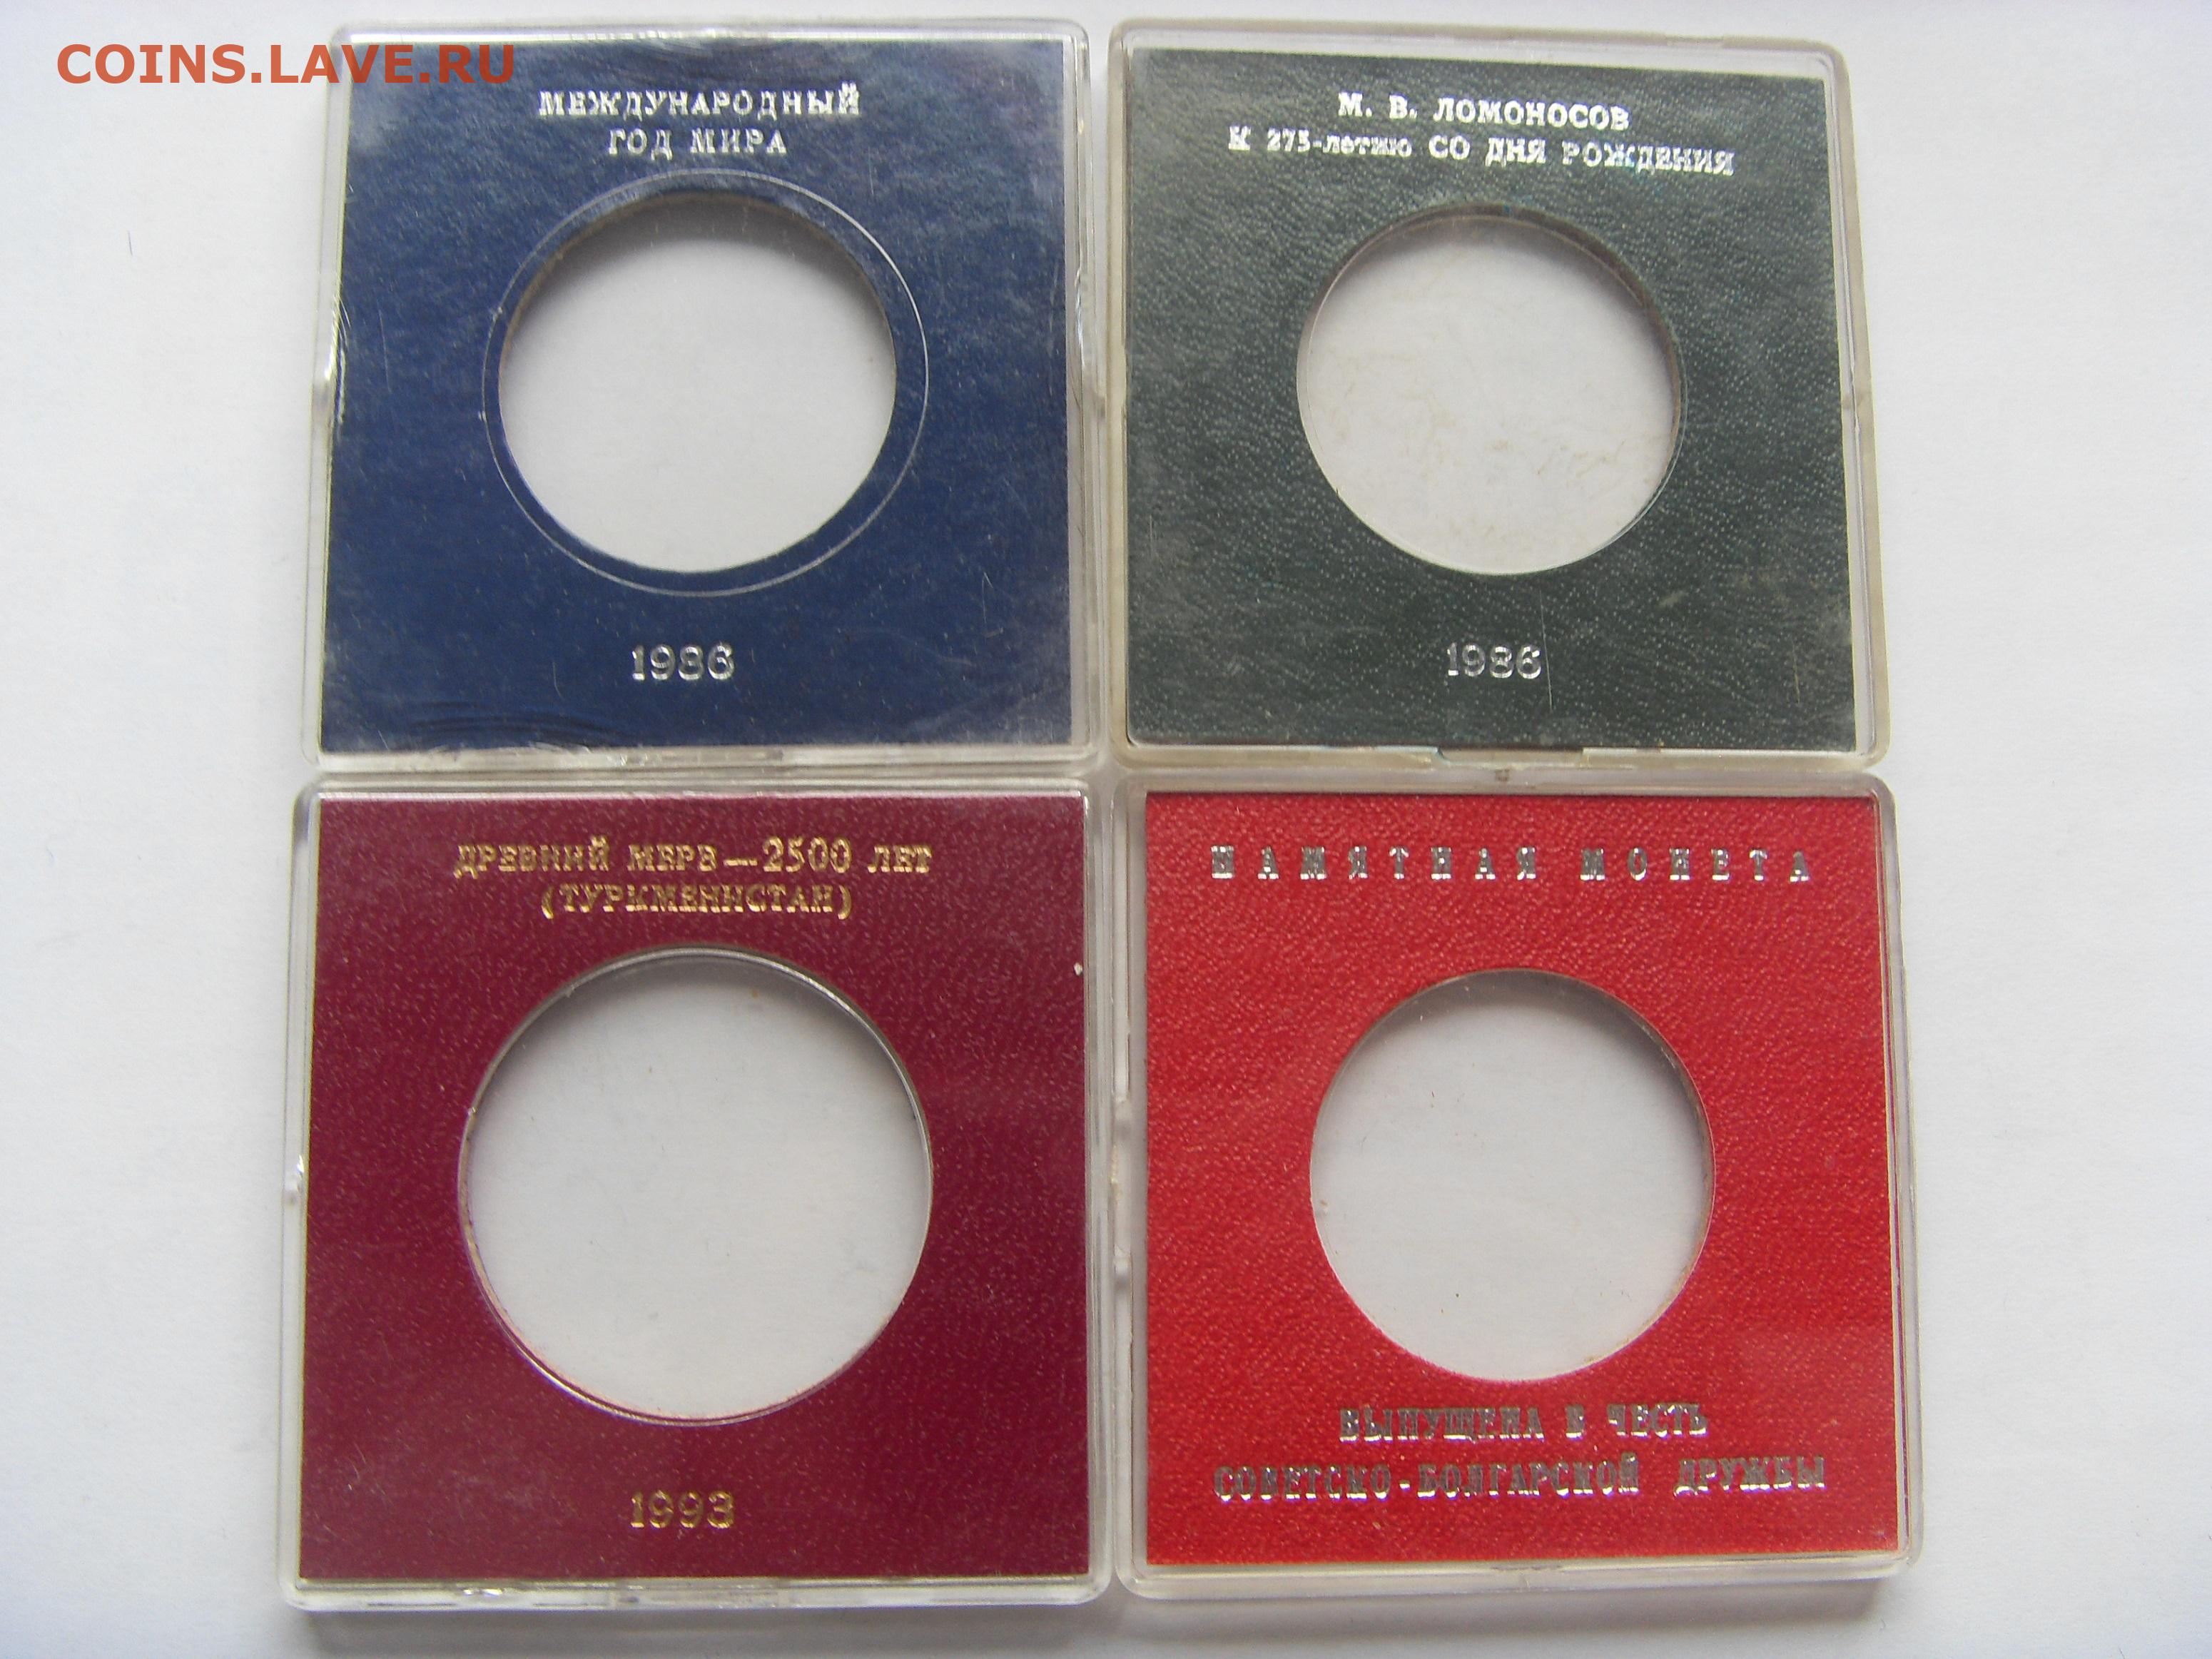 COINS.LAVE.RU
МЕЖДУНАРОДНЫЙ
ГОД МИРА
1986
М. В. ЛОМОНОСОВ
К 275-летию СО ДНЯ РОЖДЕНИЯ
1986
ДРЕВНИЙ МЕРВ—2500 ЛЕТ
(ТУРКМЕНИСТАН)
1993
ПАМЯТНАЯ МОНЕТА
ВЫПУЩЕНА В ЧЕСТЬ
СОВЕТСКО-БОЛГАРСКОЙ ДРУЖБЫ